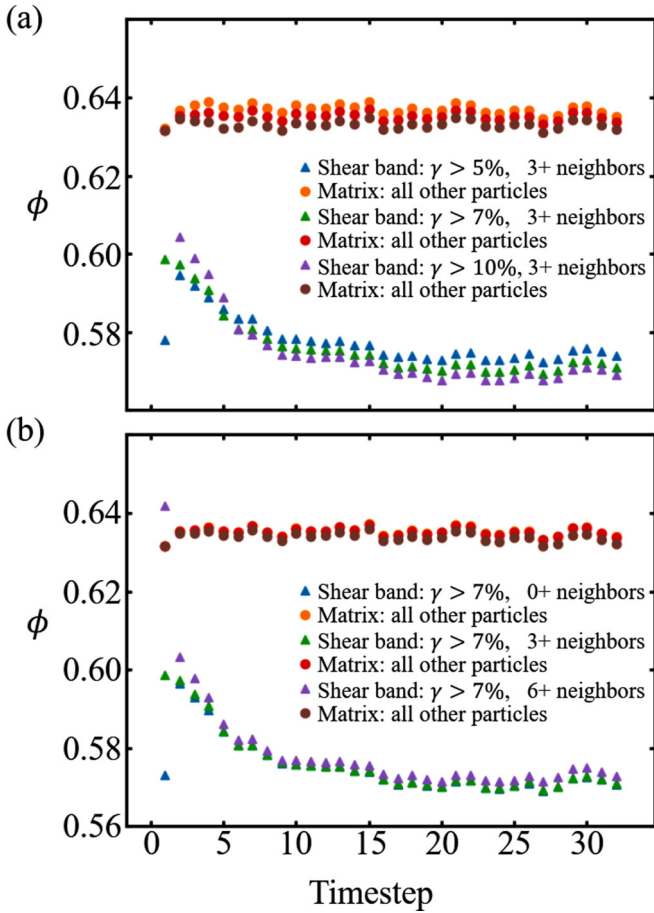 (a)
0.64
0.62
0.60
0.58
ϕ
Shear band: γ > 5%, 3+ neighbors
Matrix: all other particles
Shear band: γ > 7%, 3+ neighbors
Matrix: all other particles
Shear band: γ > 10%, 3+ neighbors
Matrix: all other particles
(b)
0.64
0.62
0.60
0.58
0.56
ϕ
Shear band: γ > 7%, 0+ neighbors
Matrix: all other particles
Shear band: γ > 7%, 3+ neighbors
Matrix: all other particles
Shear band: γ > 7%, 6+ neighbors
Matrix: all other particles
0 5 10 15 20 25 30
Timestep